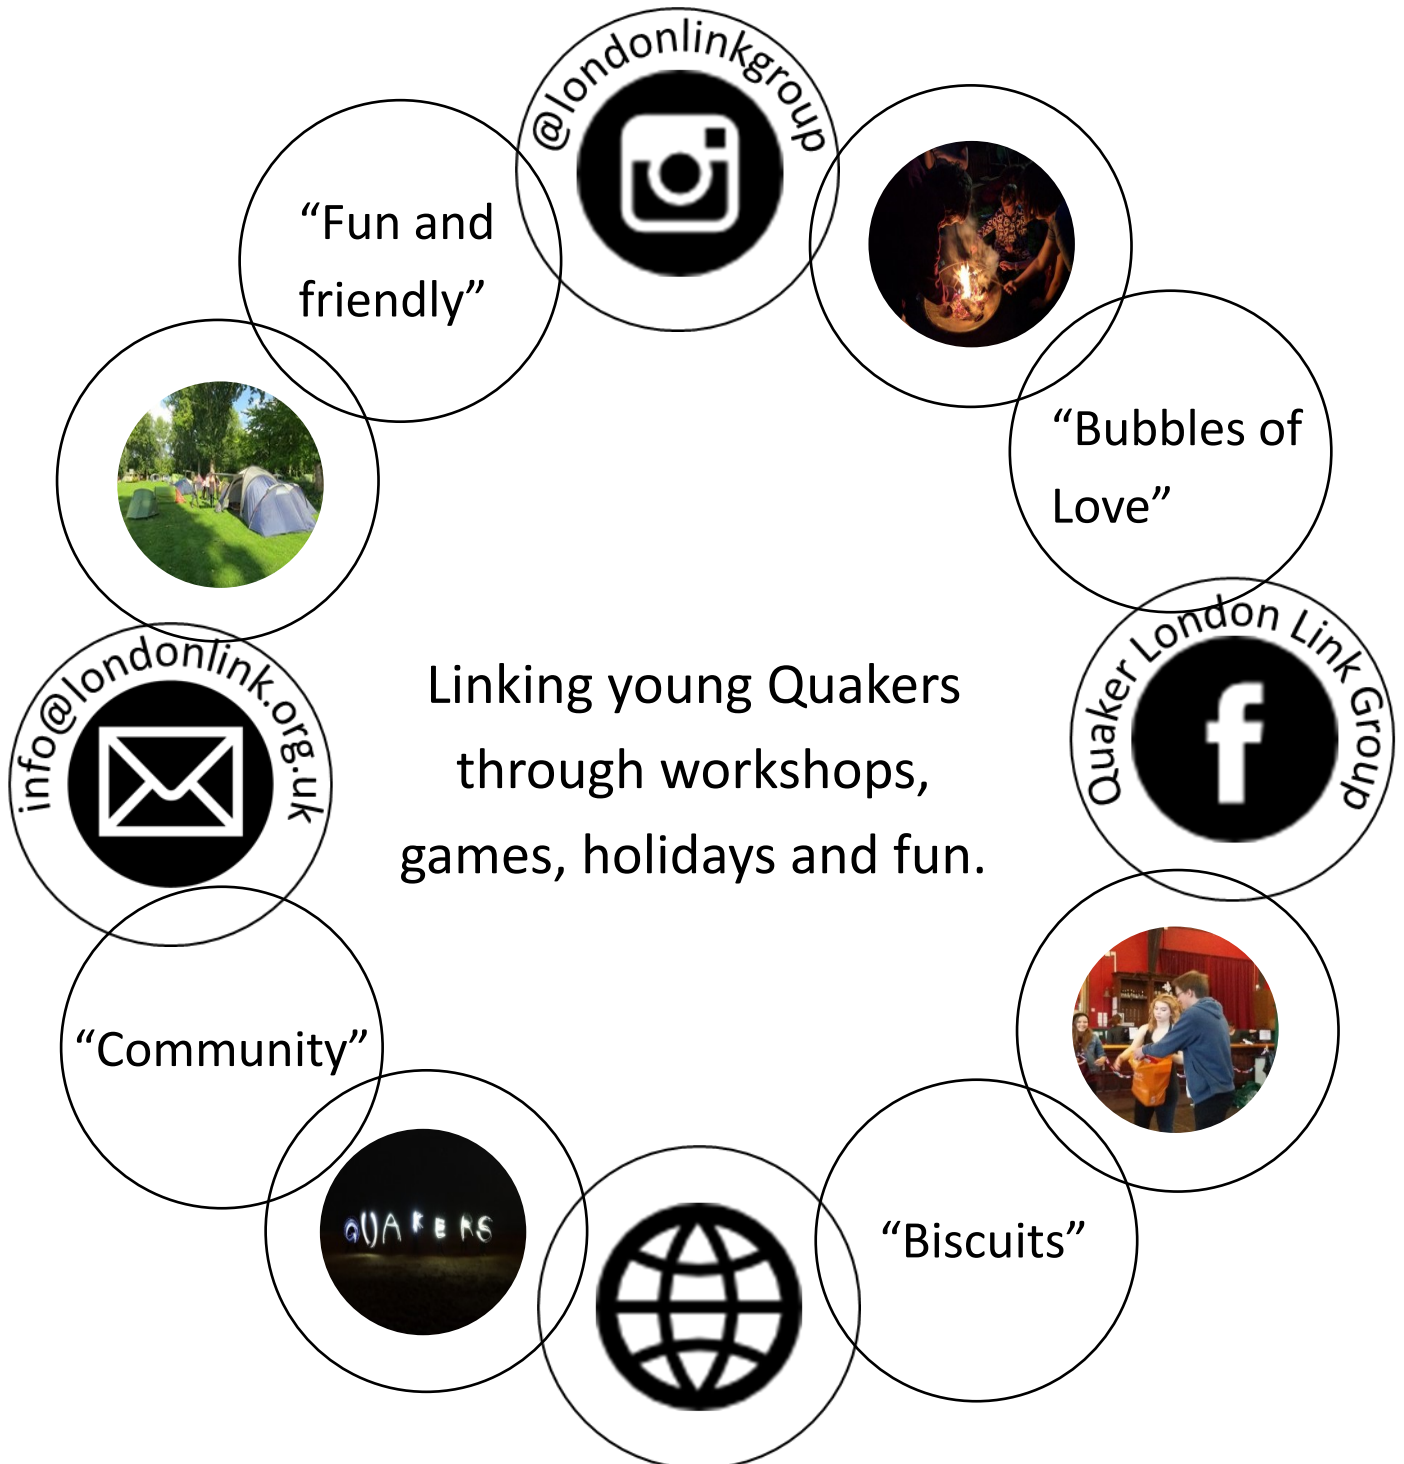 @londonlinkgroup
“Fun and
friendly”
“Bubbles of
Love”
Quaker London Link Group
info@londonlink.org.uk
Linking young Quakers
through workshops,
games, holidays and fun.
“Community”
QUAKERS
“Biscuits”